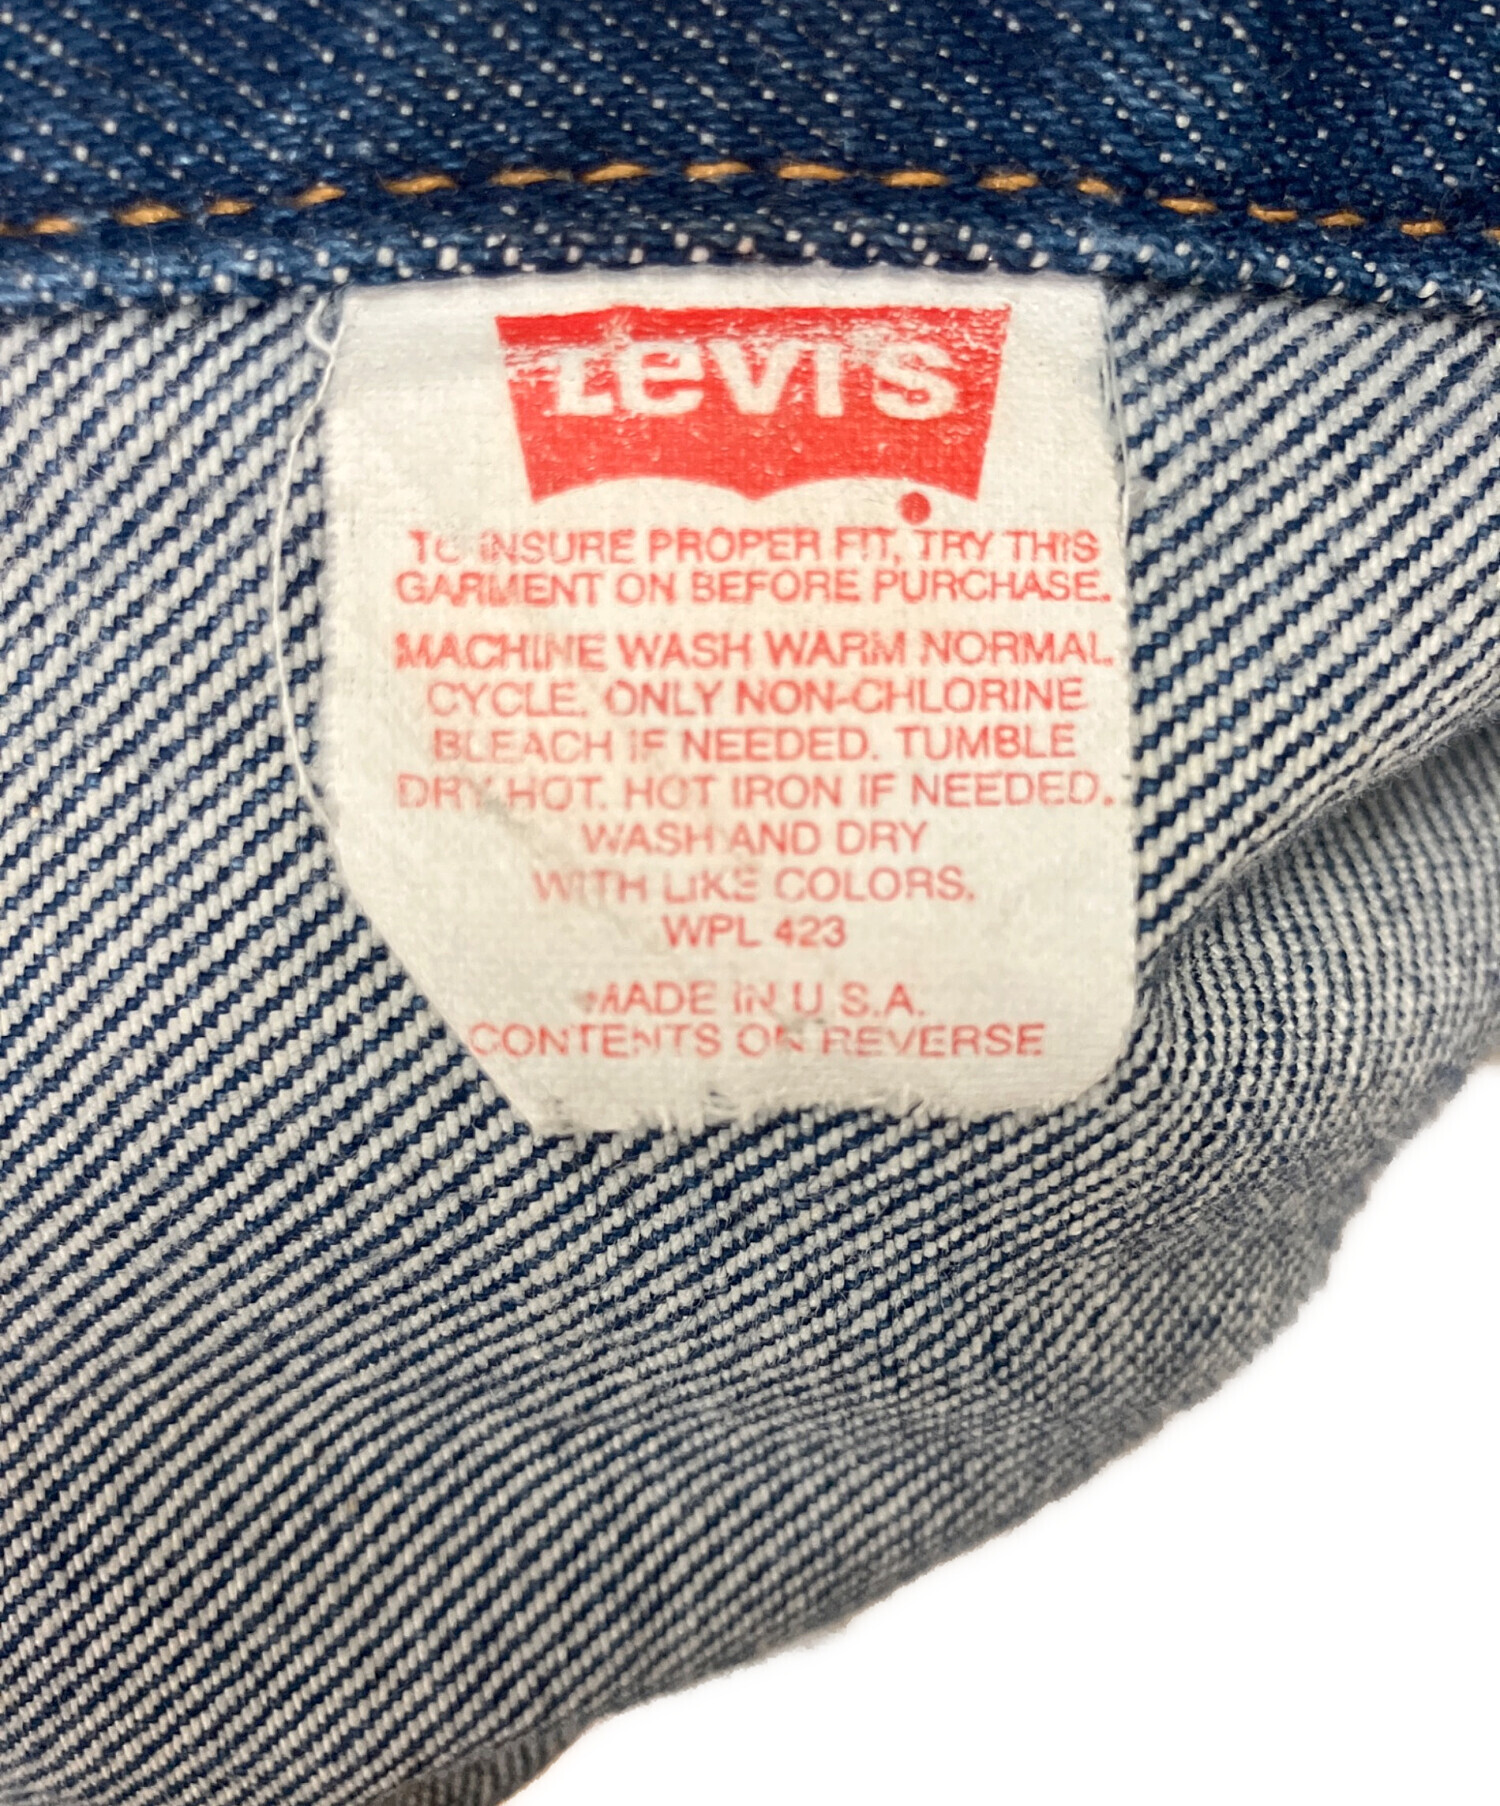 Levi's
TO INSURE PROPER FIT, TRY THIS
GARMENT ON BEFORE PURCHASE.
MACHINE WASH WARM NORMAL
CYCLE. ONLY NON-CHLORINE
BLEACH IF NEEDED. TUMBLE
DRY HOT. HOT IRON IF NEEDED.
WASH AND DRY
WITH LIKE COLORS.
WPL 423
MADE IN U.S.A.
CONTENTS ON REVERSE